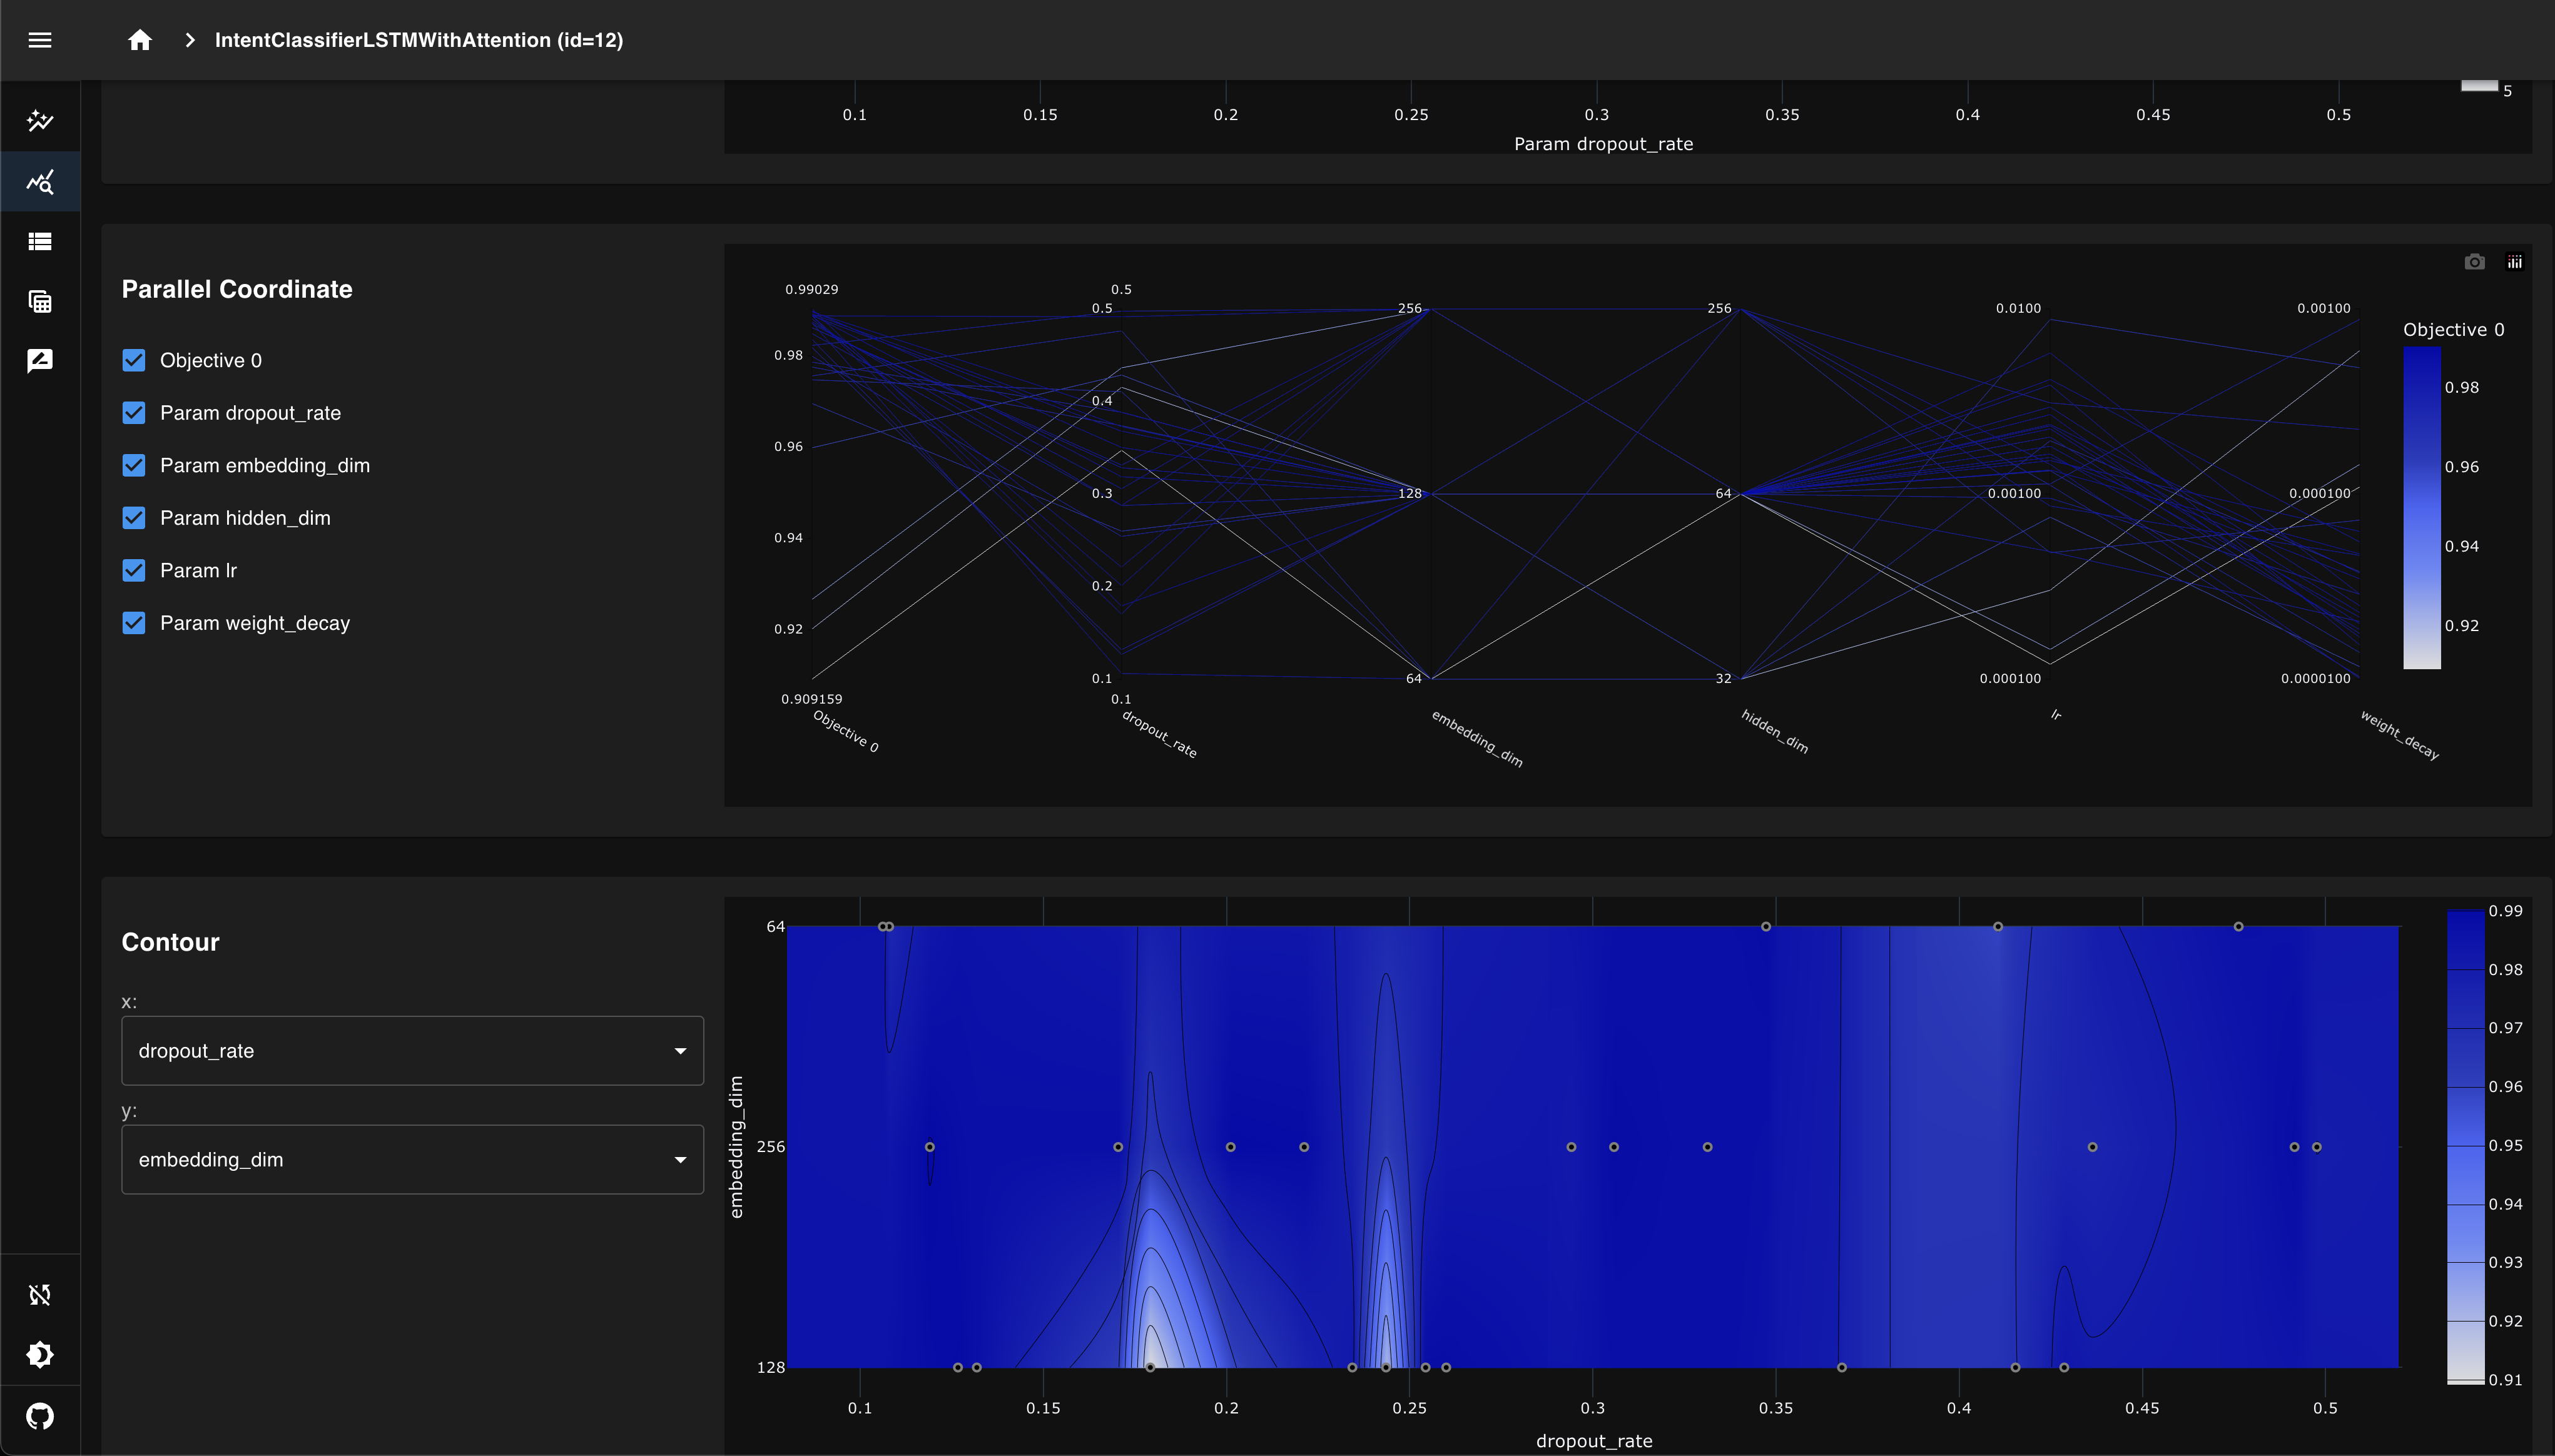 IntentClassifierLSTMWithAttention (id=12)
5
0.1 0.15 0.2 0.25 0.3 0.35 0.4 0.45 0.5
Param dropout_rate
Parallel Coordinate
Objective 0
Param dropout_rate
Param embedding_dim
Param hidden_dim
Param lr
Param weight_decay
0.99029
0.98
0.96
0.94
0.92
0.909159
Objective 0
0.5
0.5
0.4
0.3
0.2
0.1
0.1
dropout_rate
256
128
64
embedding_dim
256
64
32
hidden_dim
0.0100
0.00100
0.000100
lr
0.00100
0.000100
0.0000100
weight_decay
Objective 0
0.98
0.96
0.94
0.92
Contour
x:
dropout_rate
y:
embedding_dim
embedding_dim
64
256
128
0.1 0.15 0.2 0.25 0.3 0.35 0.4 0.45 0.5
dropout_rate
0.99
0.98
0.97
0.96
0.95
0.94
0.93
0.92
0.91